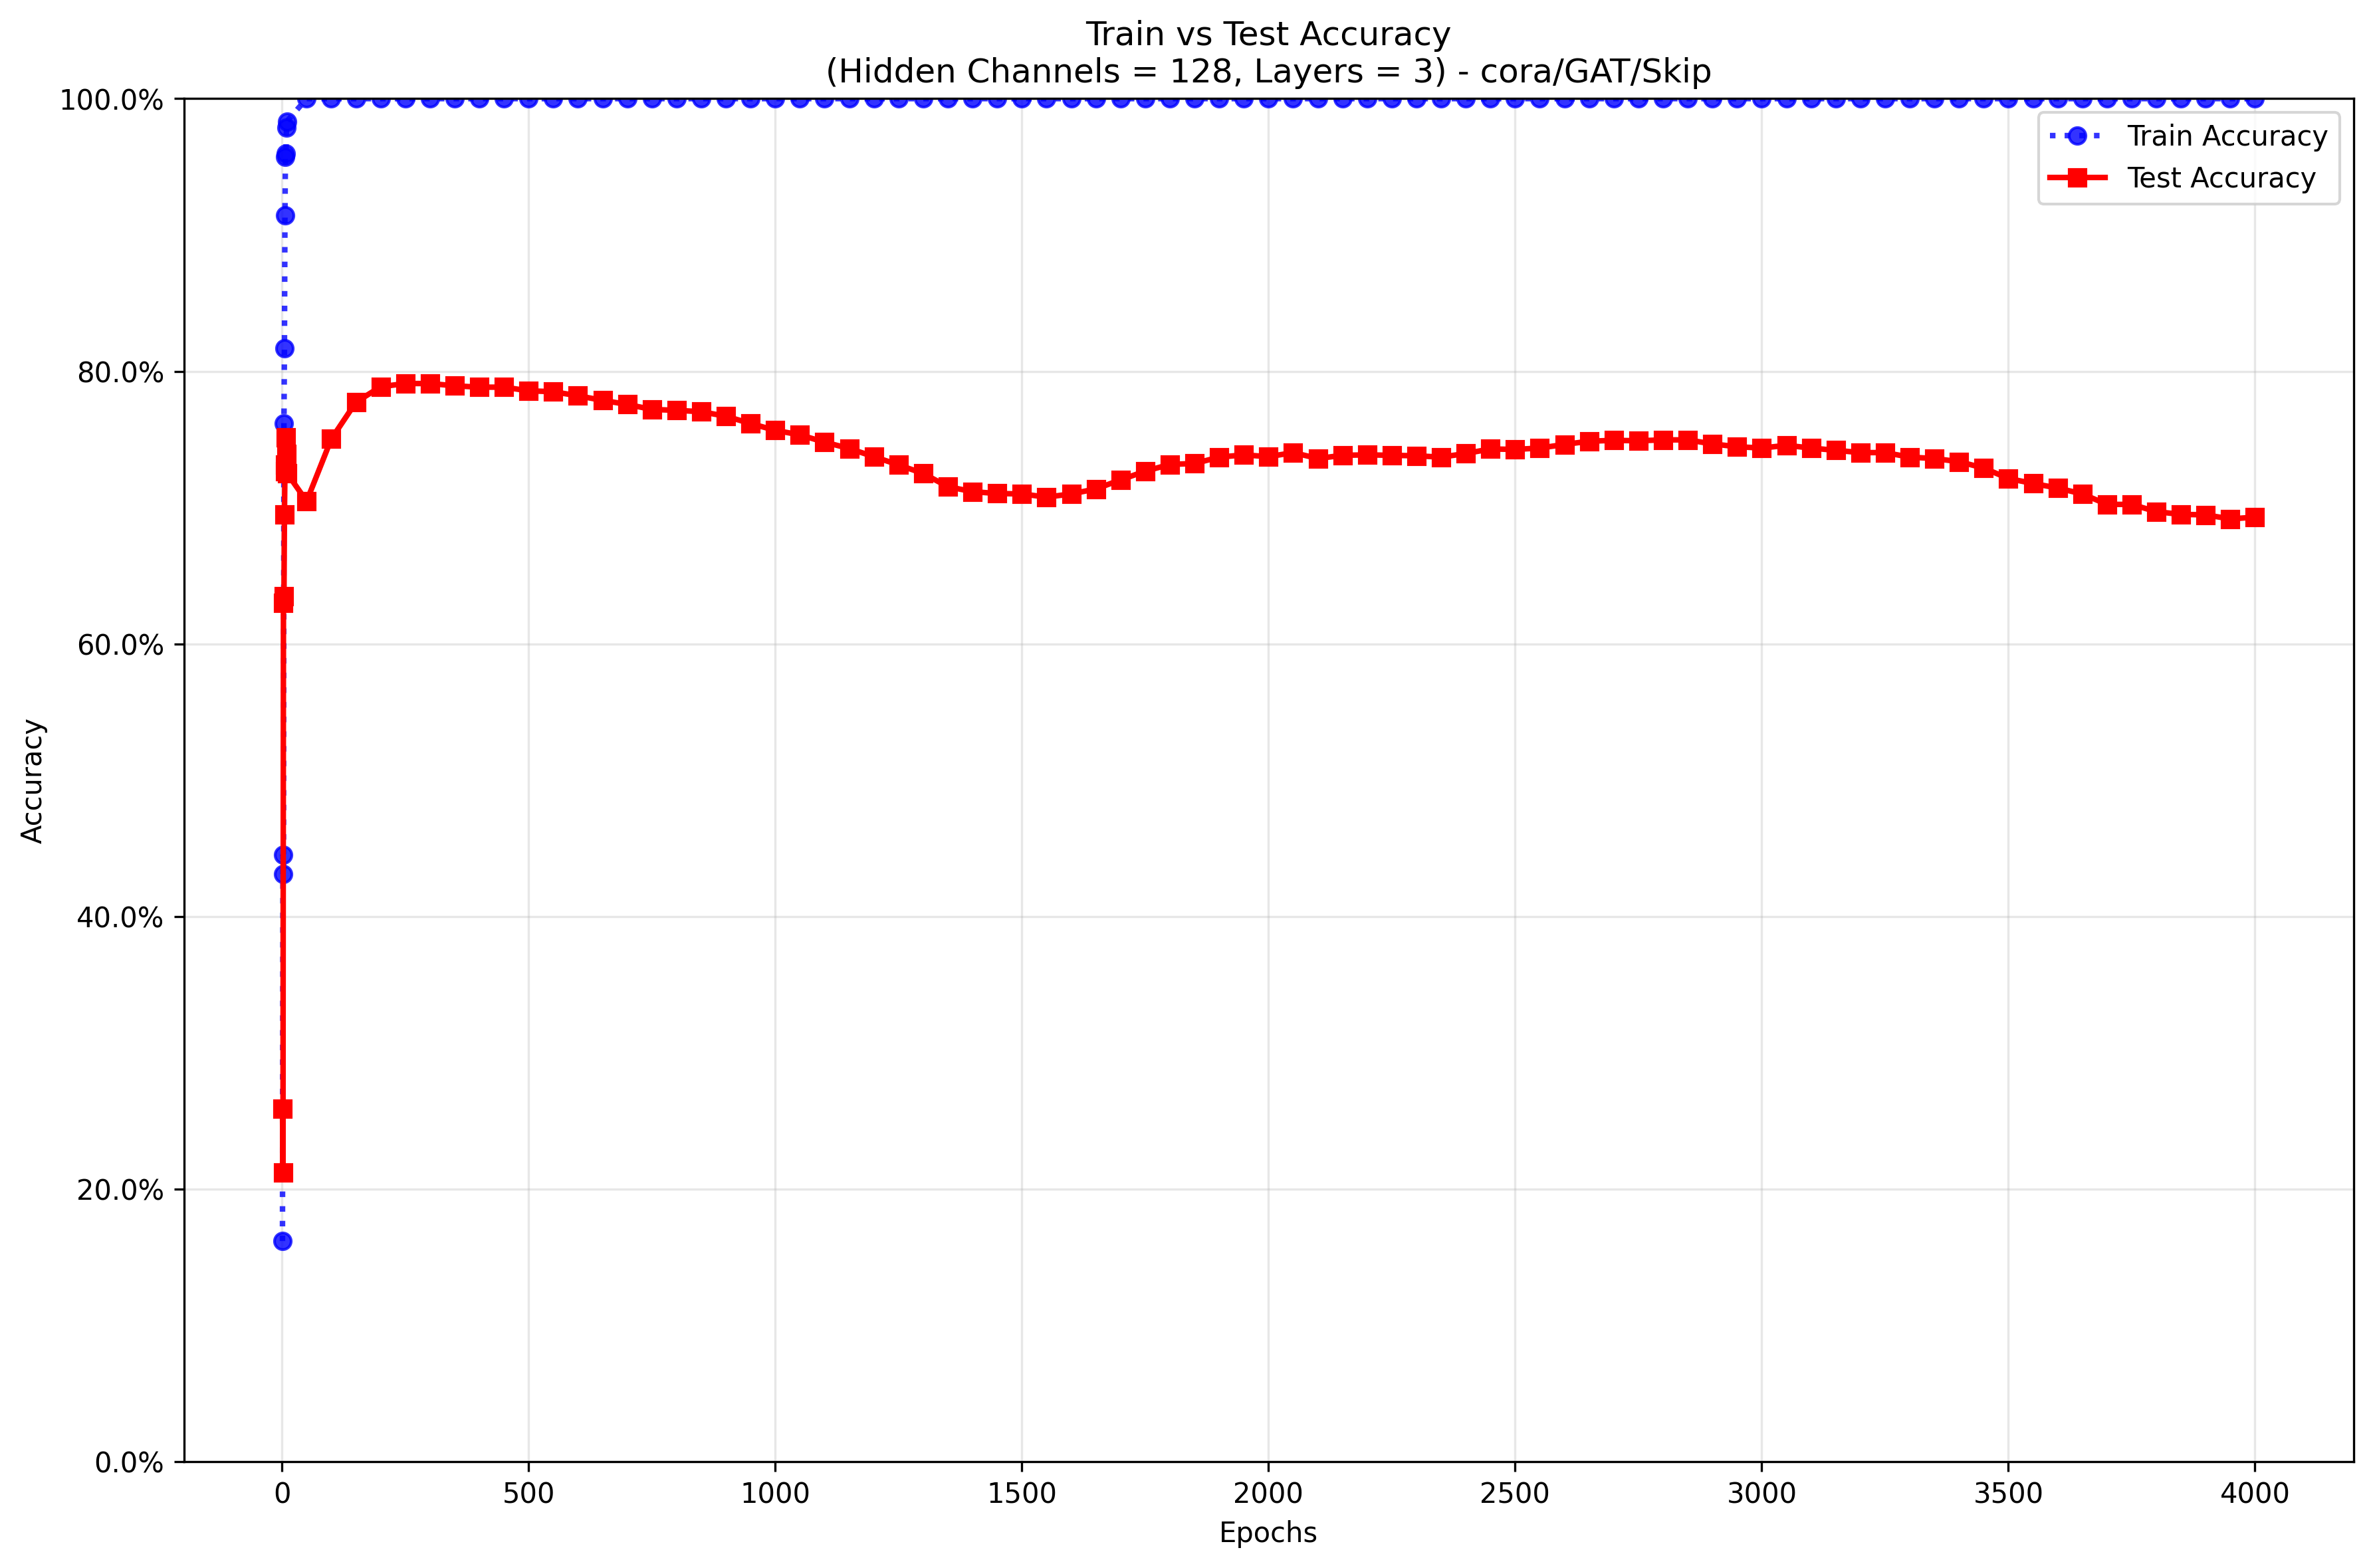 Train vs Test Accuracy
(Hidden Channels = 128, Layers = 3) - cora/GAT/Skip
100.0%
80.0%
60.0%
40.0%
20.0%
0.0%
Accuracy
Train Accuracy
Test Accuracy
0 500 1000 1500 2000 2500 3000 3500 4000
Epochs